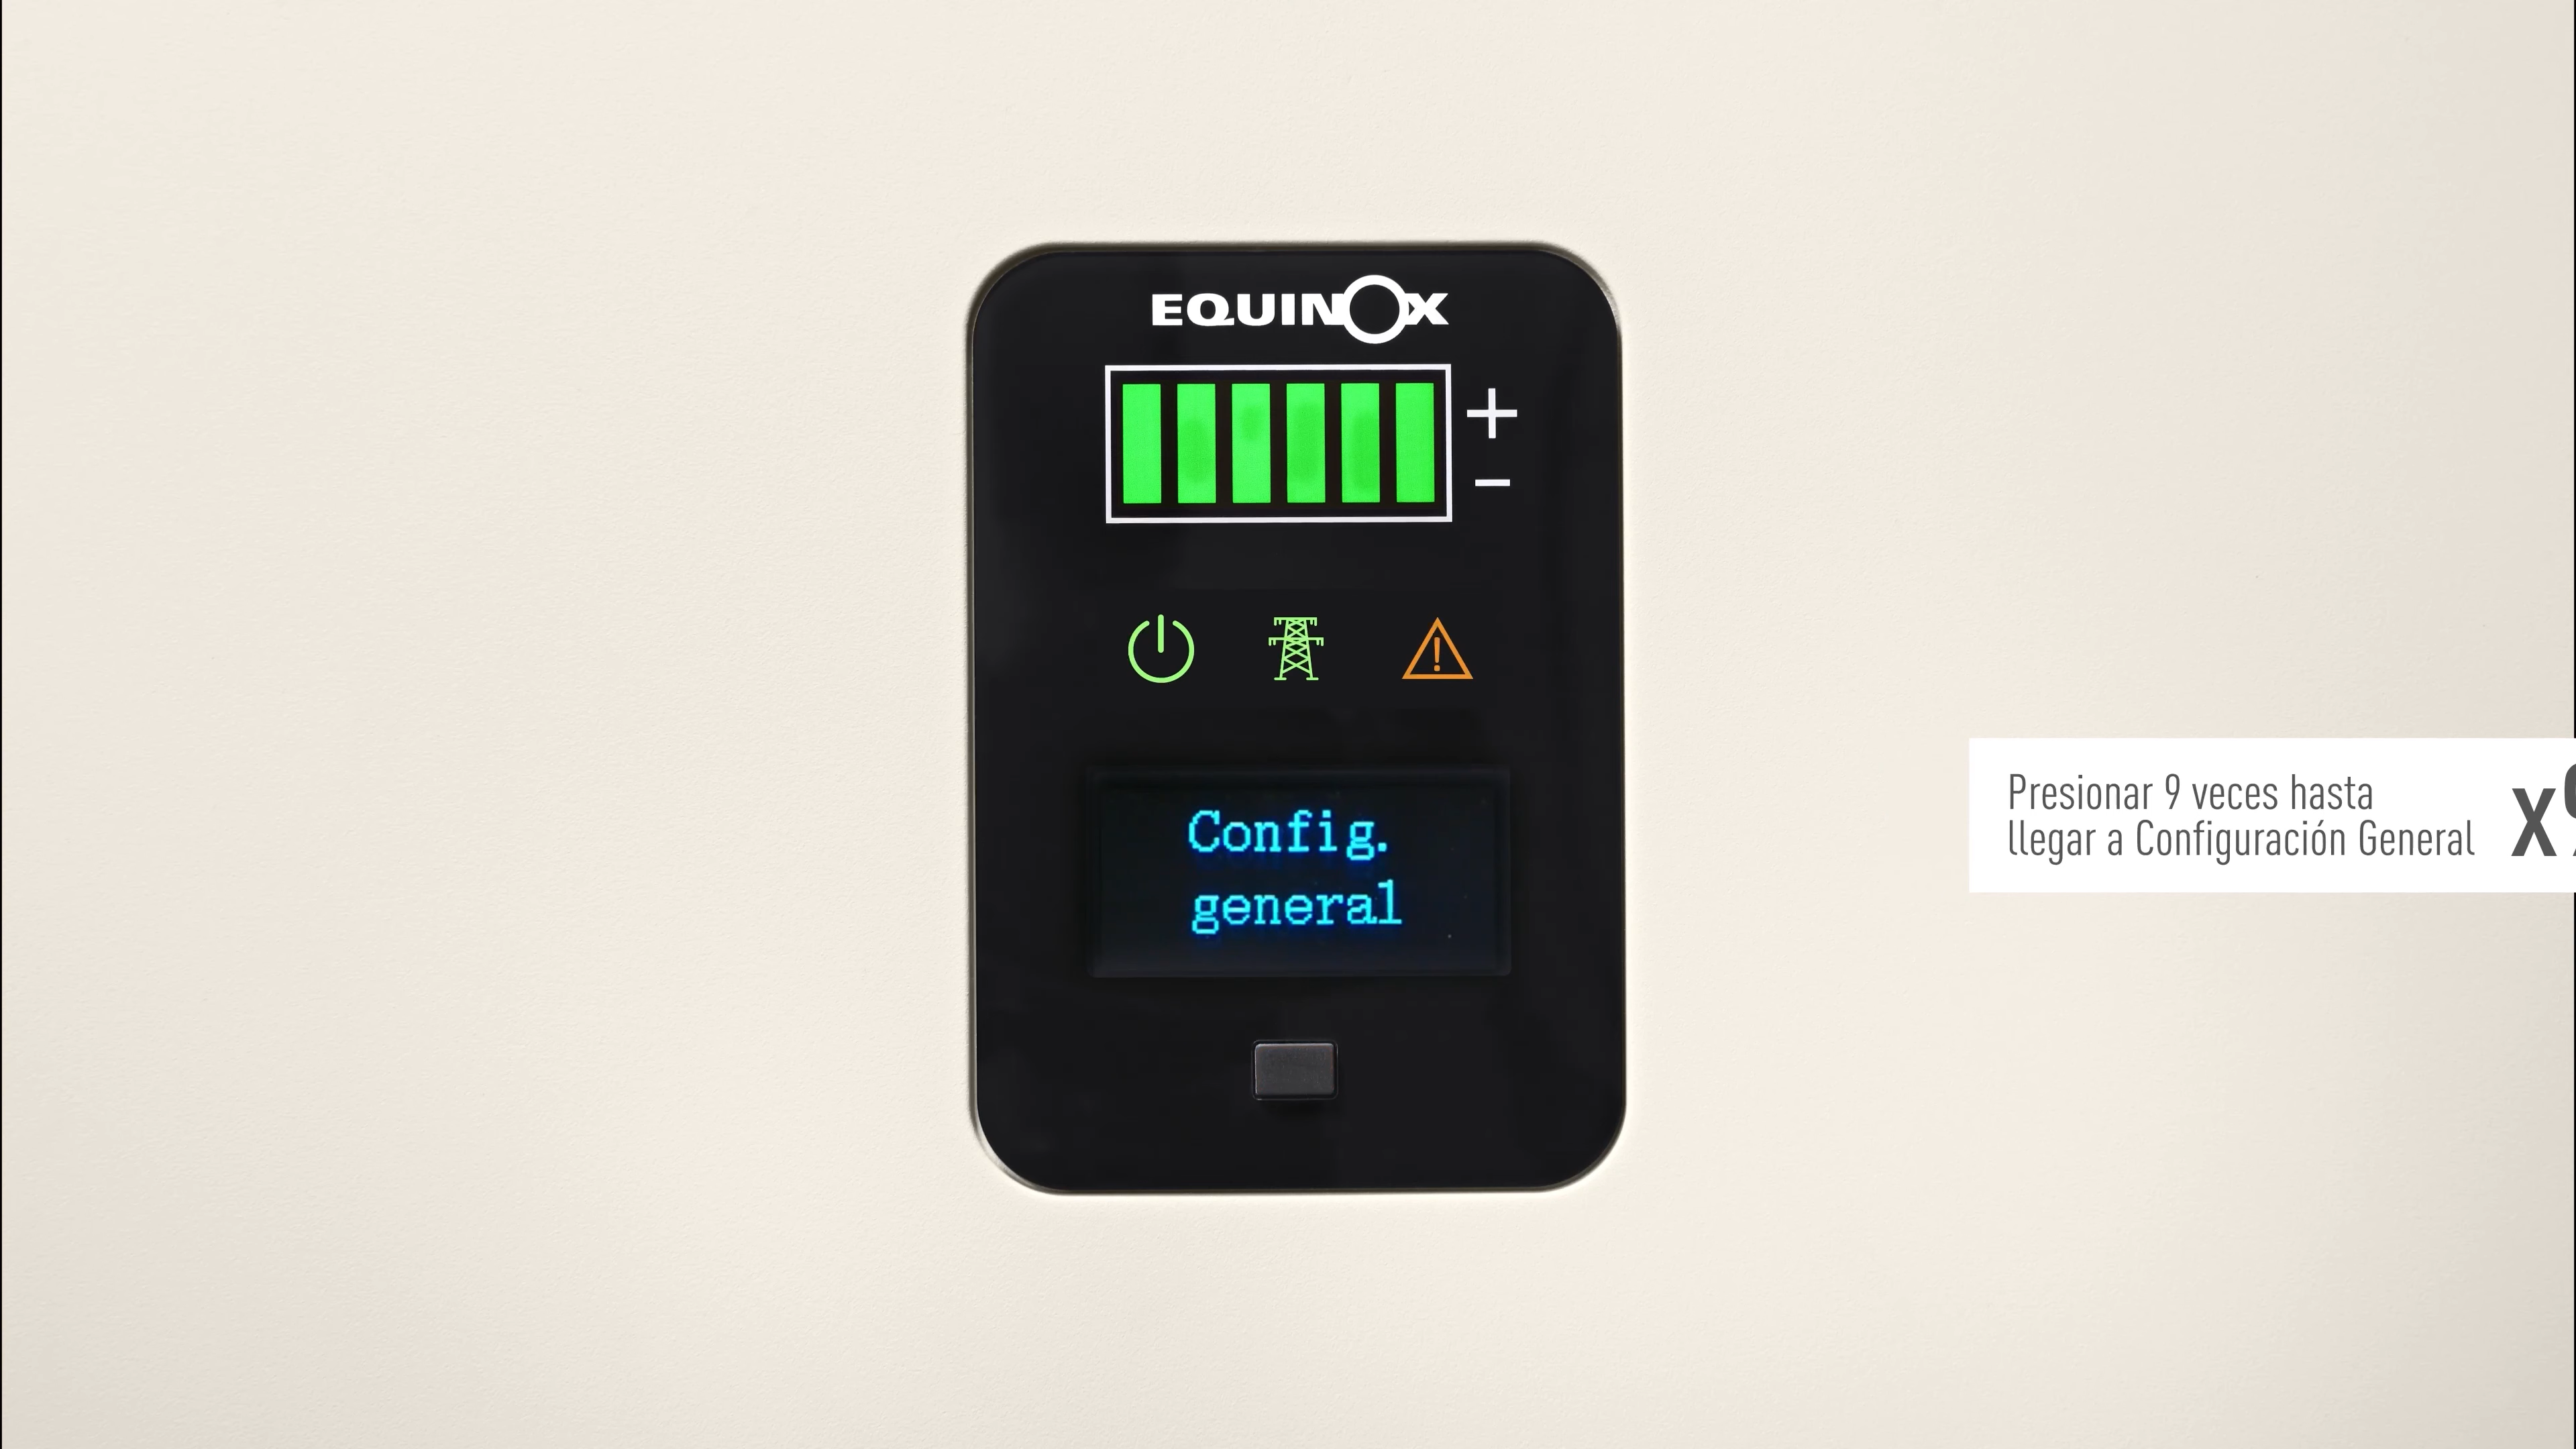 EQUINOX
+
−
Config.
general
Presionar 9 veces hasta
llegar a Configuración General